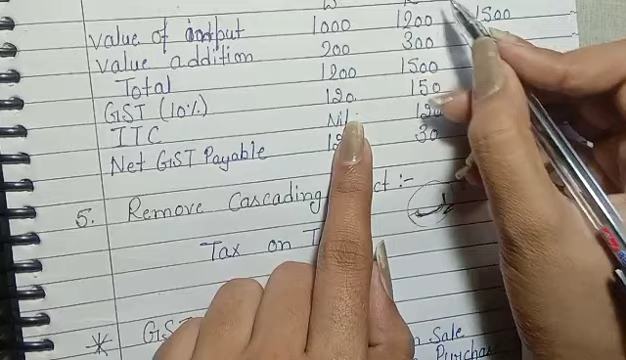 value of input 1000 1200 1500
value addition 200 300
Total 1200 1500
GST (10%) 120 150
ITC Nil 120
Net GST Payable 30
5. Remove Cascading
Tax on
* GST
Sale